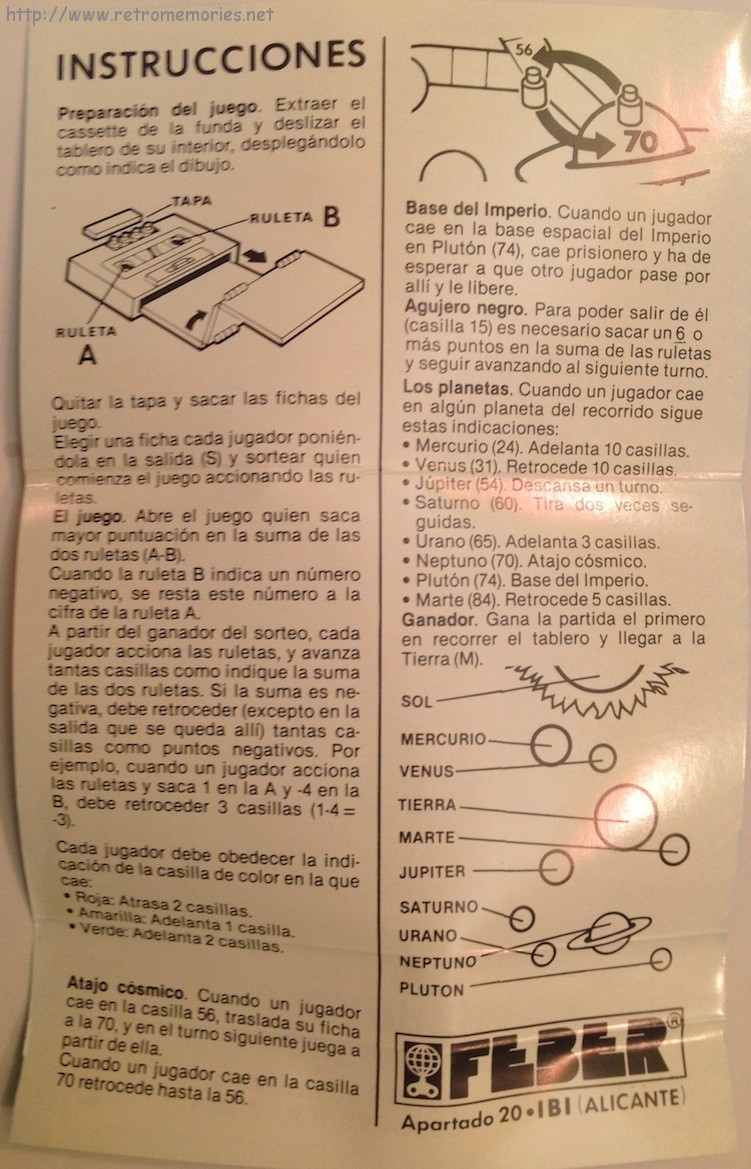 http://www.retromemories.net
INSTRUCCIONES
Preparación del juego. Extraer el
cassette de la funda y deslizar el
tablero de su interior, desplegándolo
como indica el dibujo.
TAPA
RULETA B
RULETA
A
Quitar la tapa y sacar las fichas del
juego.
Elegir una ficha cada jugador ponién-
dola en la salida (S) y sortear quien
comienza el juego accionando las ru-
letas.
El juego. Abre el juego quien saca
mayor puntuación en la suma de las
dos ruletas (A-B).
Cuando la ruleta B indica un número
negativo, se resta este número a la
cifra de la ruleta A.
A partir del ganador del sorteo, cada
jugador acciona las ruletas, y avanza
tantas casillas como indique la suma
de las dos ruletas. Si la suma es ne-
gativa, debe retroceder (excepto en la
salida que se queda allí) tantas ca-
sillas como puntos negativos. Por
ejemplo, cuando un jugador acciona
las ruletas y saca 1 en la A y -4 en la
B, debe retroceder 3 casillas (1-4 =
-3).
Cada jugador debe obedecer la indi-
cación de la casilla de color en la que
cae:
• Roja: Atrasa 2 casillas.
• Amarilla: Adelanta 1 casilla.
• Verde: Adelanta 2 casillas.
Atajo cósmico. Cuando un jugador
cae en la casilla 56, traslada su ficha
a la 70, y en el turno siguiente juega a
partir de ella.
Cuando un jugador cae en la casilla
70 retrocede hasta la 56.
56
70
Base del Imperio. Cuando un jugador
cae en la base espacial del Imperio
en Plutón (74), cae prisionero y ha de
esperar a que otro jugador pase por
allí y le libere.
Agujero negro. Para poder salir de él
(casilla 15) es necesario sacar un 6 o
más puntos en la suma de las ruletas
y seguir avanzando al siguiente turno.
Los planetas. Cuando un jugador cae
en algún planeta del recorrido sigue
estas indicaciones:
• Mercurio (24). Adelanta 10 casillas.
• Venus (31). Retrocede 10 casillas.
• Júpiter (54). Descansa un turno.
• Saturno (60). Tira dos veces se-
guidas.
• Urano (65). Adelanta 3 casillas.
• Neptuno (70). Atajo cósmico.
• Plutón (74). Base del Imperio.
• Marte (84). Retrocede 5 casillas.
Ganador. Gana la partida el primero
en recorrer el tablero y llegar a la
Tierra (M).
SOL
MERCURIO
VENUS
TIERRA
MARTE
JUPITER
SATURNO
URANO
NEPTUNO
PLUTON
FEBER®
Apartado 20 • IBI (ALICANTE)